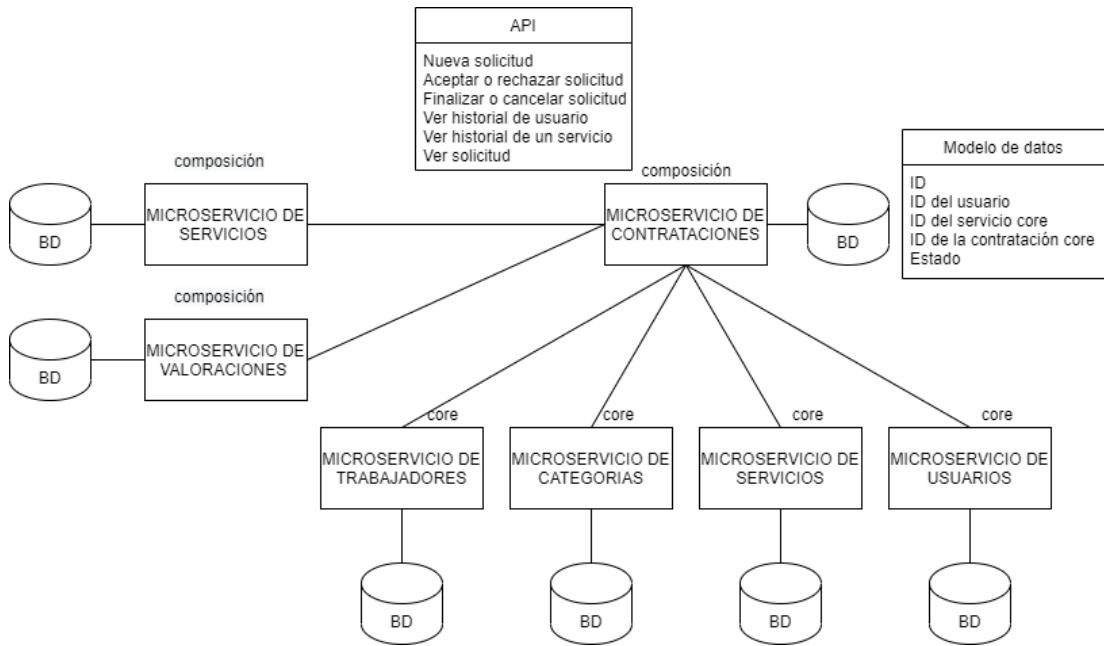 API
Nueva solicitud
Aceptar o rechazar solicitud
Finalizar o cancelar solicitud
Ver historial de usuario
Ver historial de un servicio
Ver solicitud
composición
MICROSERVICIO DE
SERVICIOS
BD
composición
MICROSERVICIO DE
CONTRATACIONES
BD
Modelo de datos
ID
ID del usuario
ID del servicio core
ID de la contratación core
Estado
composición
MICROSERVICIO DE
VALORACIONES
BD
core
MICROSERVICIO DE
TRABAJADORES
BD
core
MICROSERVICIO DE
CATEGORIAS
BD
core
MICROSERVICIO DE
SERVICIOS
BD
core
MICROSERVICIO DE
USUARIOS
BD